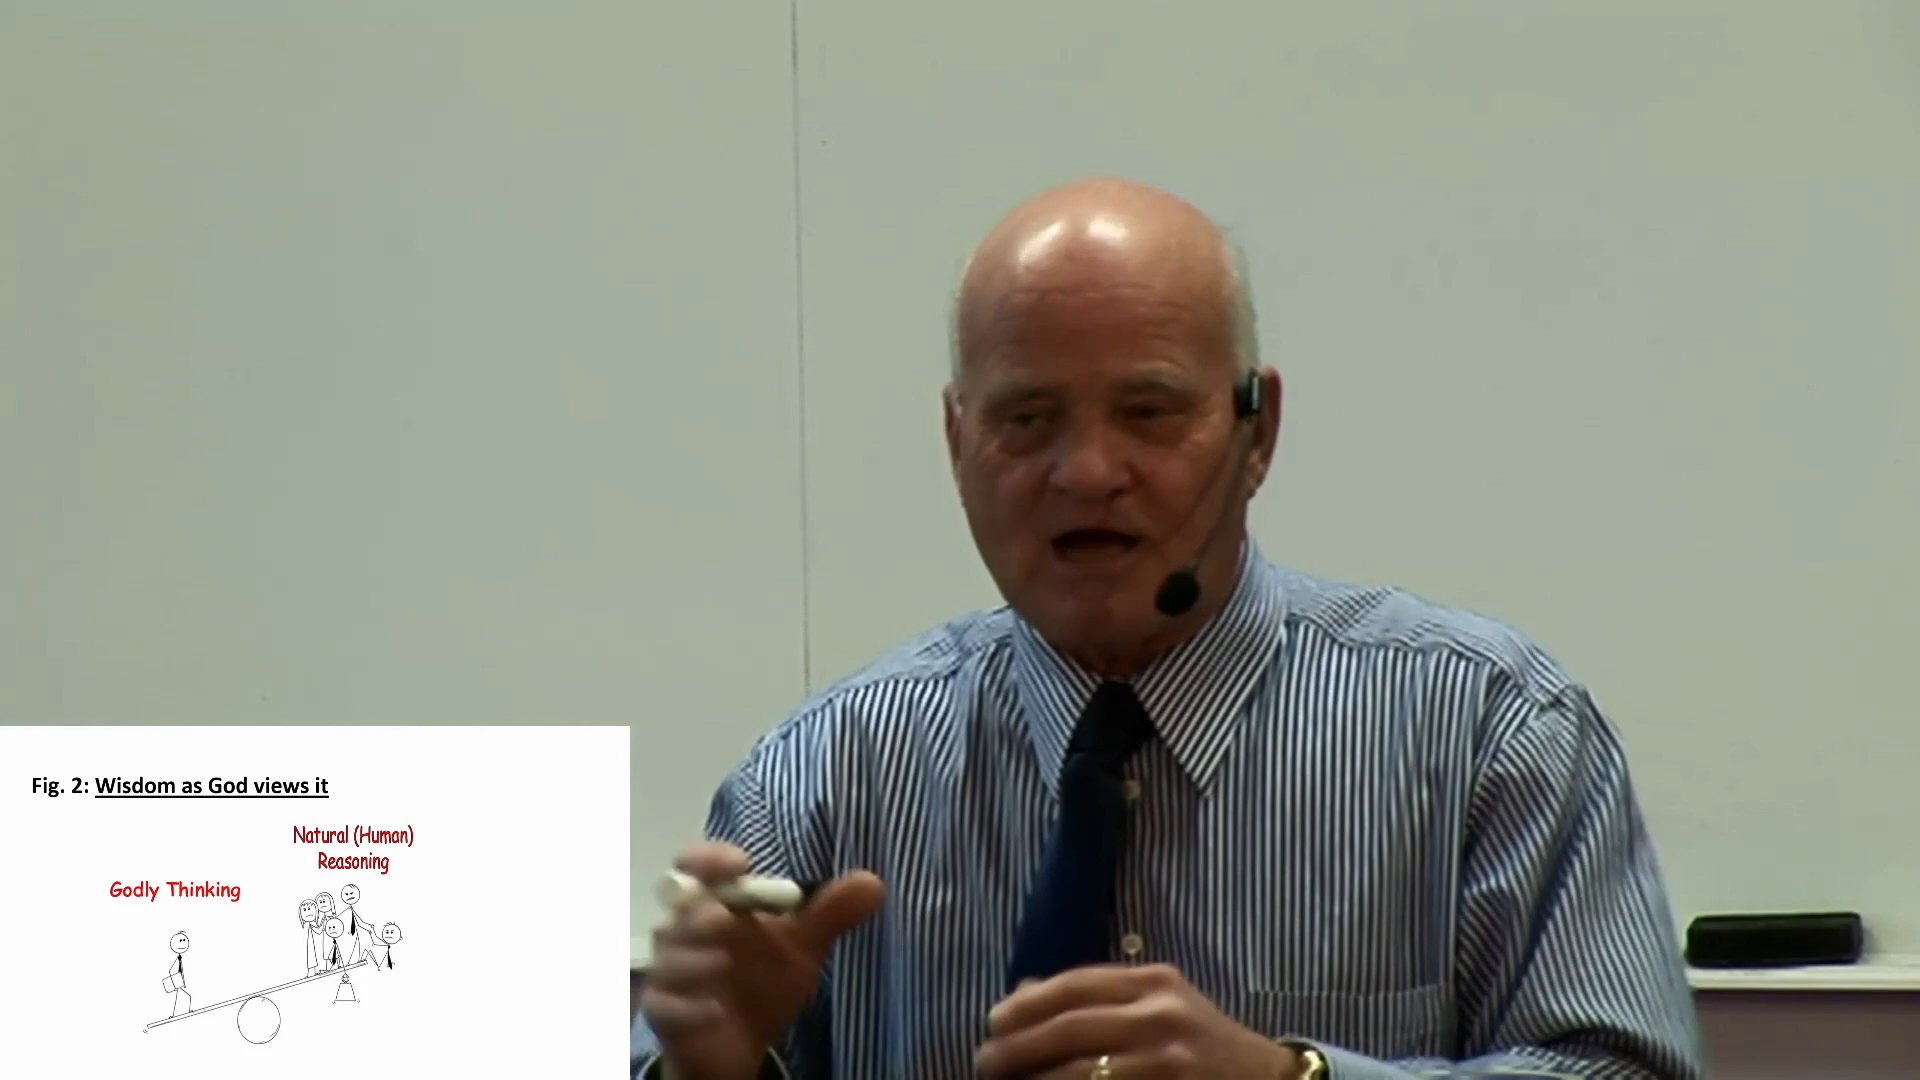 Fig. 2: Wisdom as God views it
Natural (Human)
Reasoning
Godly Thinking